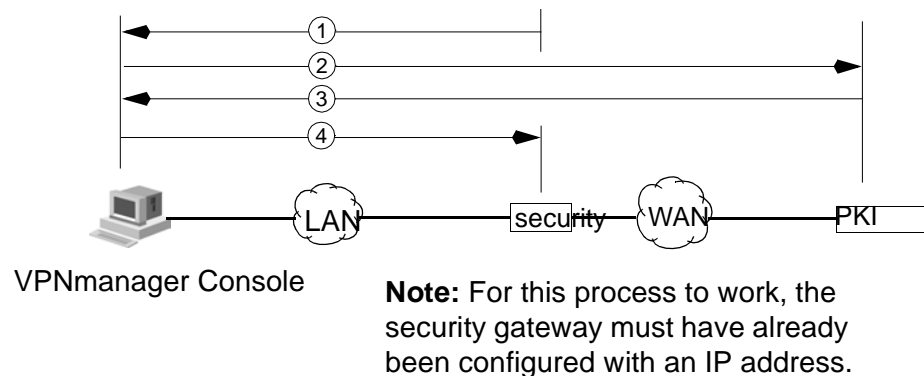 1
2
3
4
LAN
security
WAN
PKI
VPNmanager Console
Note: For this process to work, the
security gateway must have already
been configured with an IP address.